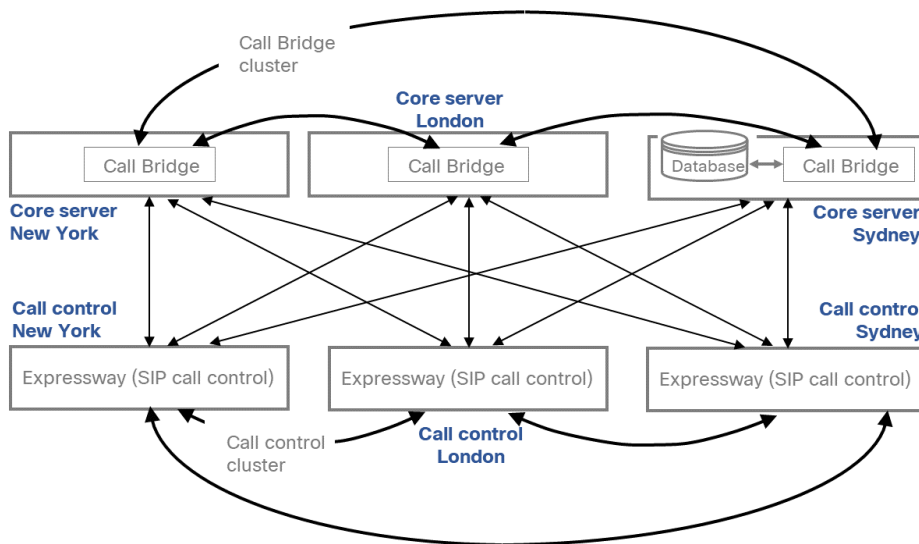 Call Bridge
cluster
Core server
London
Call Bridge
Call Bridge
Database
Call Bridge
Core server
New York
Core server
Sydney
Call control
New York
Call control
Sydney
Expressway (SIP call control)
Expressway (SIP call control)
Expressway (SIP call control)
Call control
cluster
Call control
London